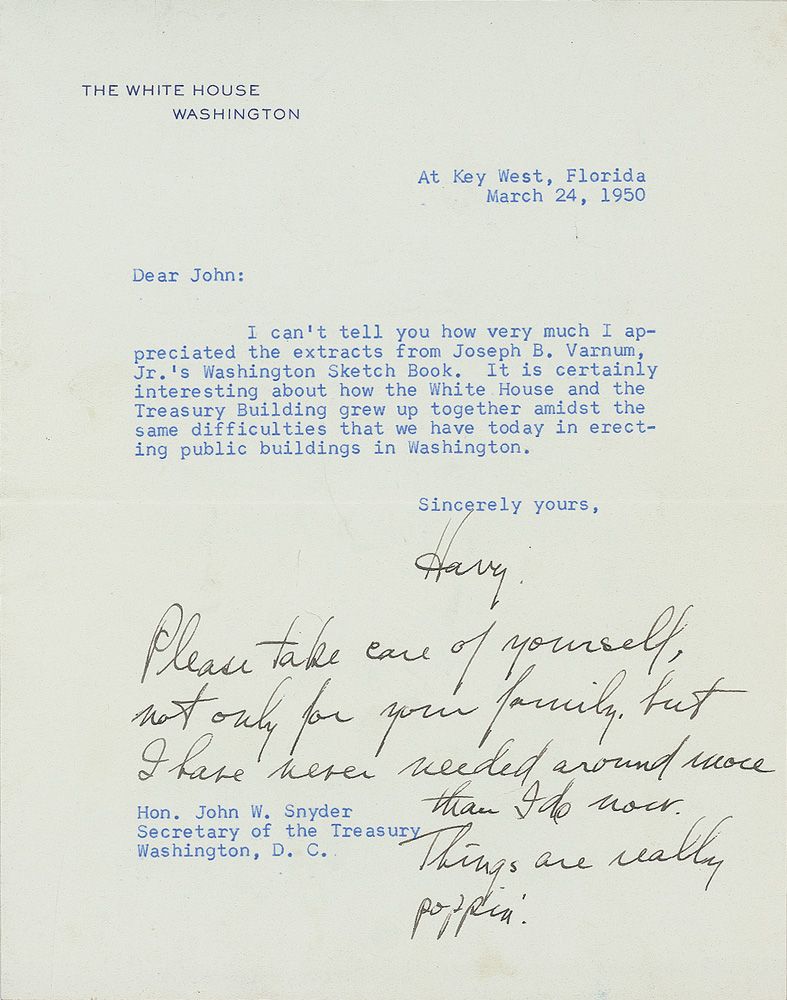 THE WHITE HOUSE
WASHINGTON
At Key West, Florida
March 24, 1950
Dear John:
I can't tell you how very much I ap-
preciated the extracts from Joseph B. Varnum,
Jr.'s Washington Sketch Book. It is certainly
interesting about how the White House and the
Treasury Building grew up together amidst the
same difficulties that we have today in erect-
ing public buildings in Washington.
Sincerely yours,
Harry.
Please take care of yourself,
not only for your family, but
I have never needed around more
than I do now.
Things are really
poppin'.
Hon. John W. Snyder
Secretary of the Treasury
Washington, D. C.